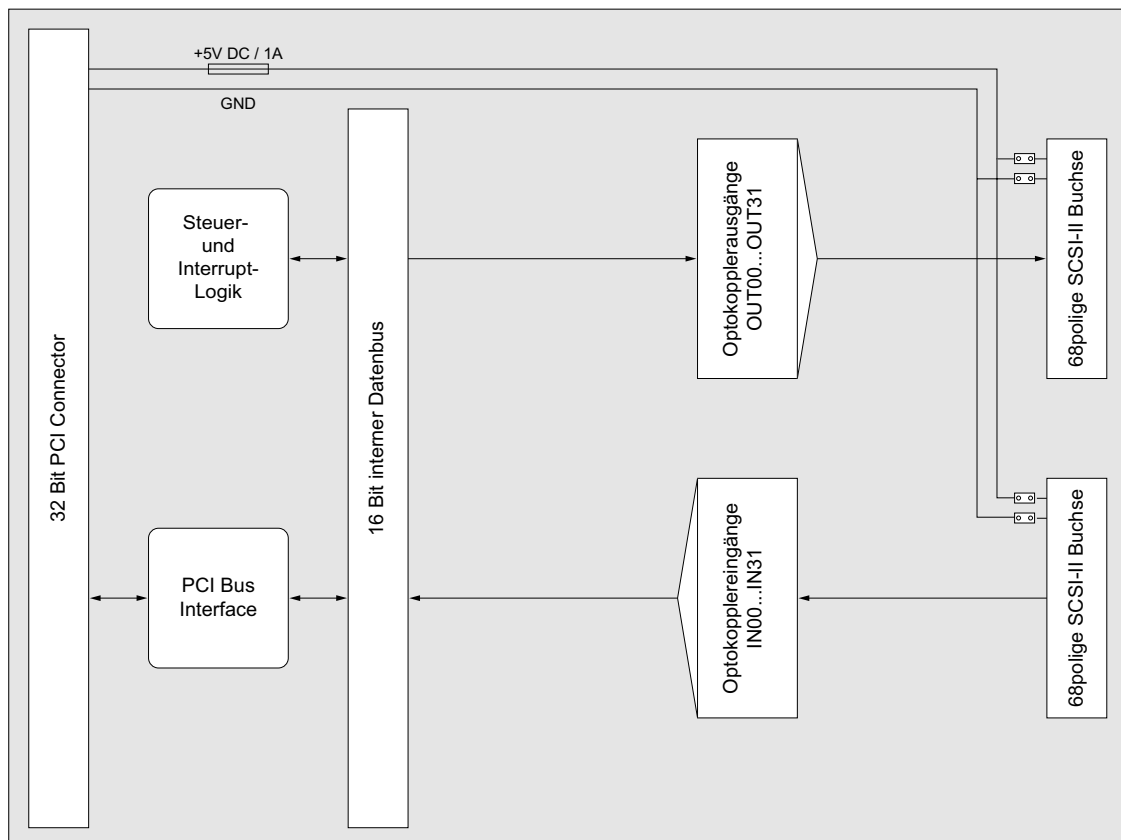 +5V DC / 1A
GND
32 Bit PCI Connector
Steuer-
und
Interrupt-
Logik
PCI Bus
Interface
16 Bit interner Datenbus
Optokopplerausgänge
OUT00...OUT31
68polige SCSI-II Buchse
Optokopplereingänge
IN00...IN31
68polige SCSI-II Buchse